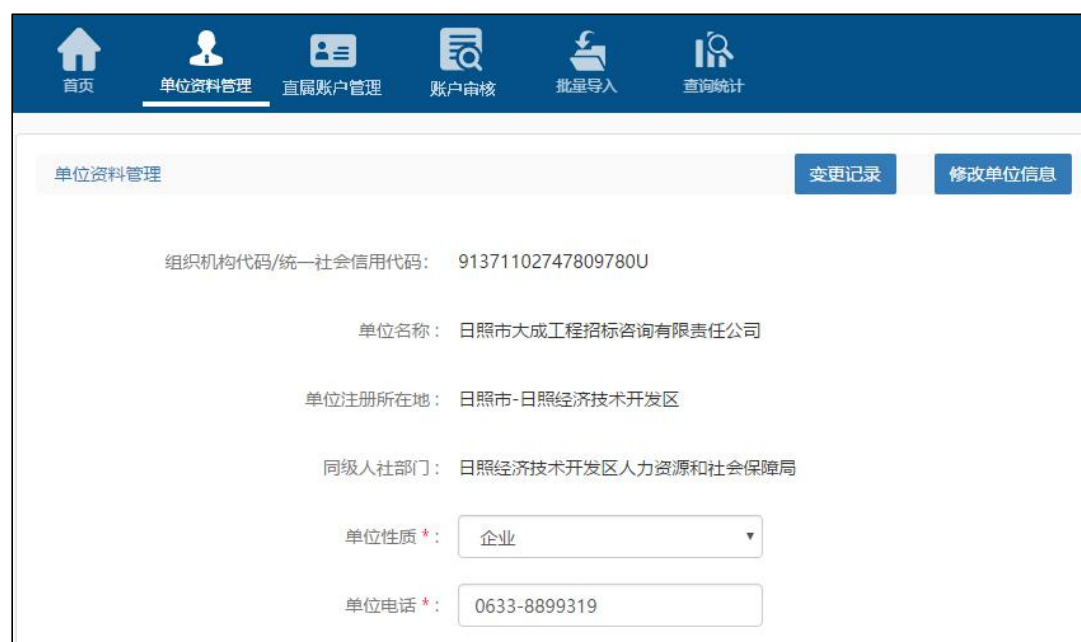 首页 单位资料管理 直属账户管理 账户审核 批量导入 查询统计
单位资料管理 变更记录 修改单位信息
组织机构代码/统一社会信用代码： 91371102747809780U
单位名称： 日照市大成工程招标咨询有限责任公司
单位注册所在地： 日照市-日照经济技术开发区
同级人社部门： 日照经济技术开发区人力资源和社会保障局
单位性质 *： 企业
单位电话 *： 0633-8899319